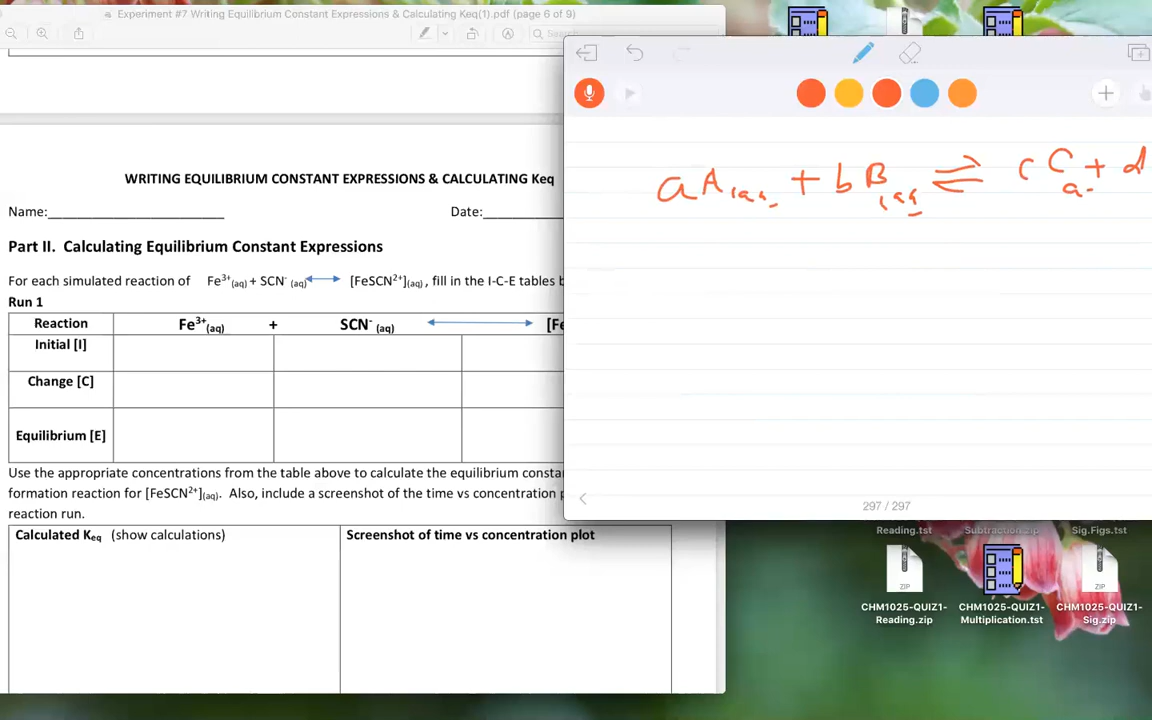 Experiment #7 Writing Equilibrium Constant Expressions & Calculating Keq(1).pdf (page 6 of 9)
WRITING EQUILIBRIUM CONSTANT EXPRESSIONS & CALCULATING Keq
Name:________________________ Date:
Part II. Calculating Equilibrium Constant Expressions
For each simulated reaction of Fe³⁺(aq) + SCN⁻ (aq) ⟷ [FeSCN²⁺](aq), fill in the I-C-E tables
Run 1
Reaction Fe³⁺(aq) + SCN⁻ (aq) ⟷ [Fe
Initial [I]
Change [C]
Equilibrium [E]
Use the appropriate concentrations from the table above to calculate the equilibrium
formation reaction for [FeSCN²⁺](aq). Also, include a screenshot of the time vs concentration
reaction run.
Calculated Keq (show calculations) Screenshot of time vs concentration plot
aA(aq + bB(aq ⇌ cC + d
297 / 297
Reading.tst
Subtraction.zip
Sig.Figs.tst
ZIP
ZIP
CHM1025-QUIZ1-
Reading.zip
CHM1025-QUIZ1-
Multiplication.tst
CHM1025-QUIZ1-
Sig.zip